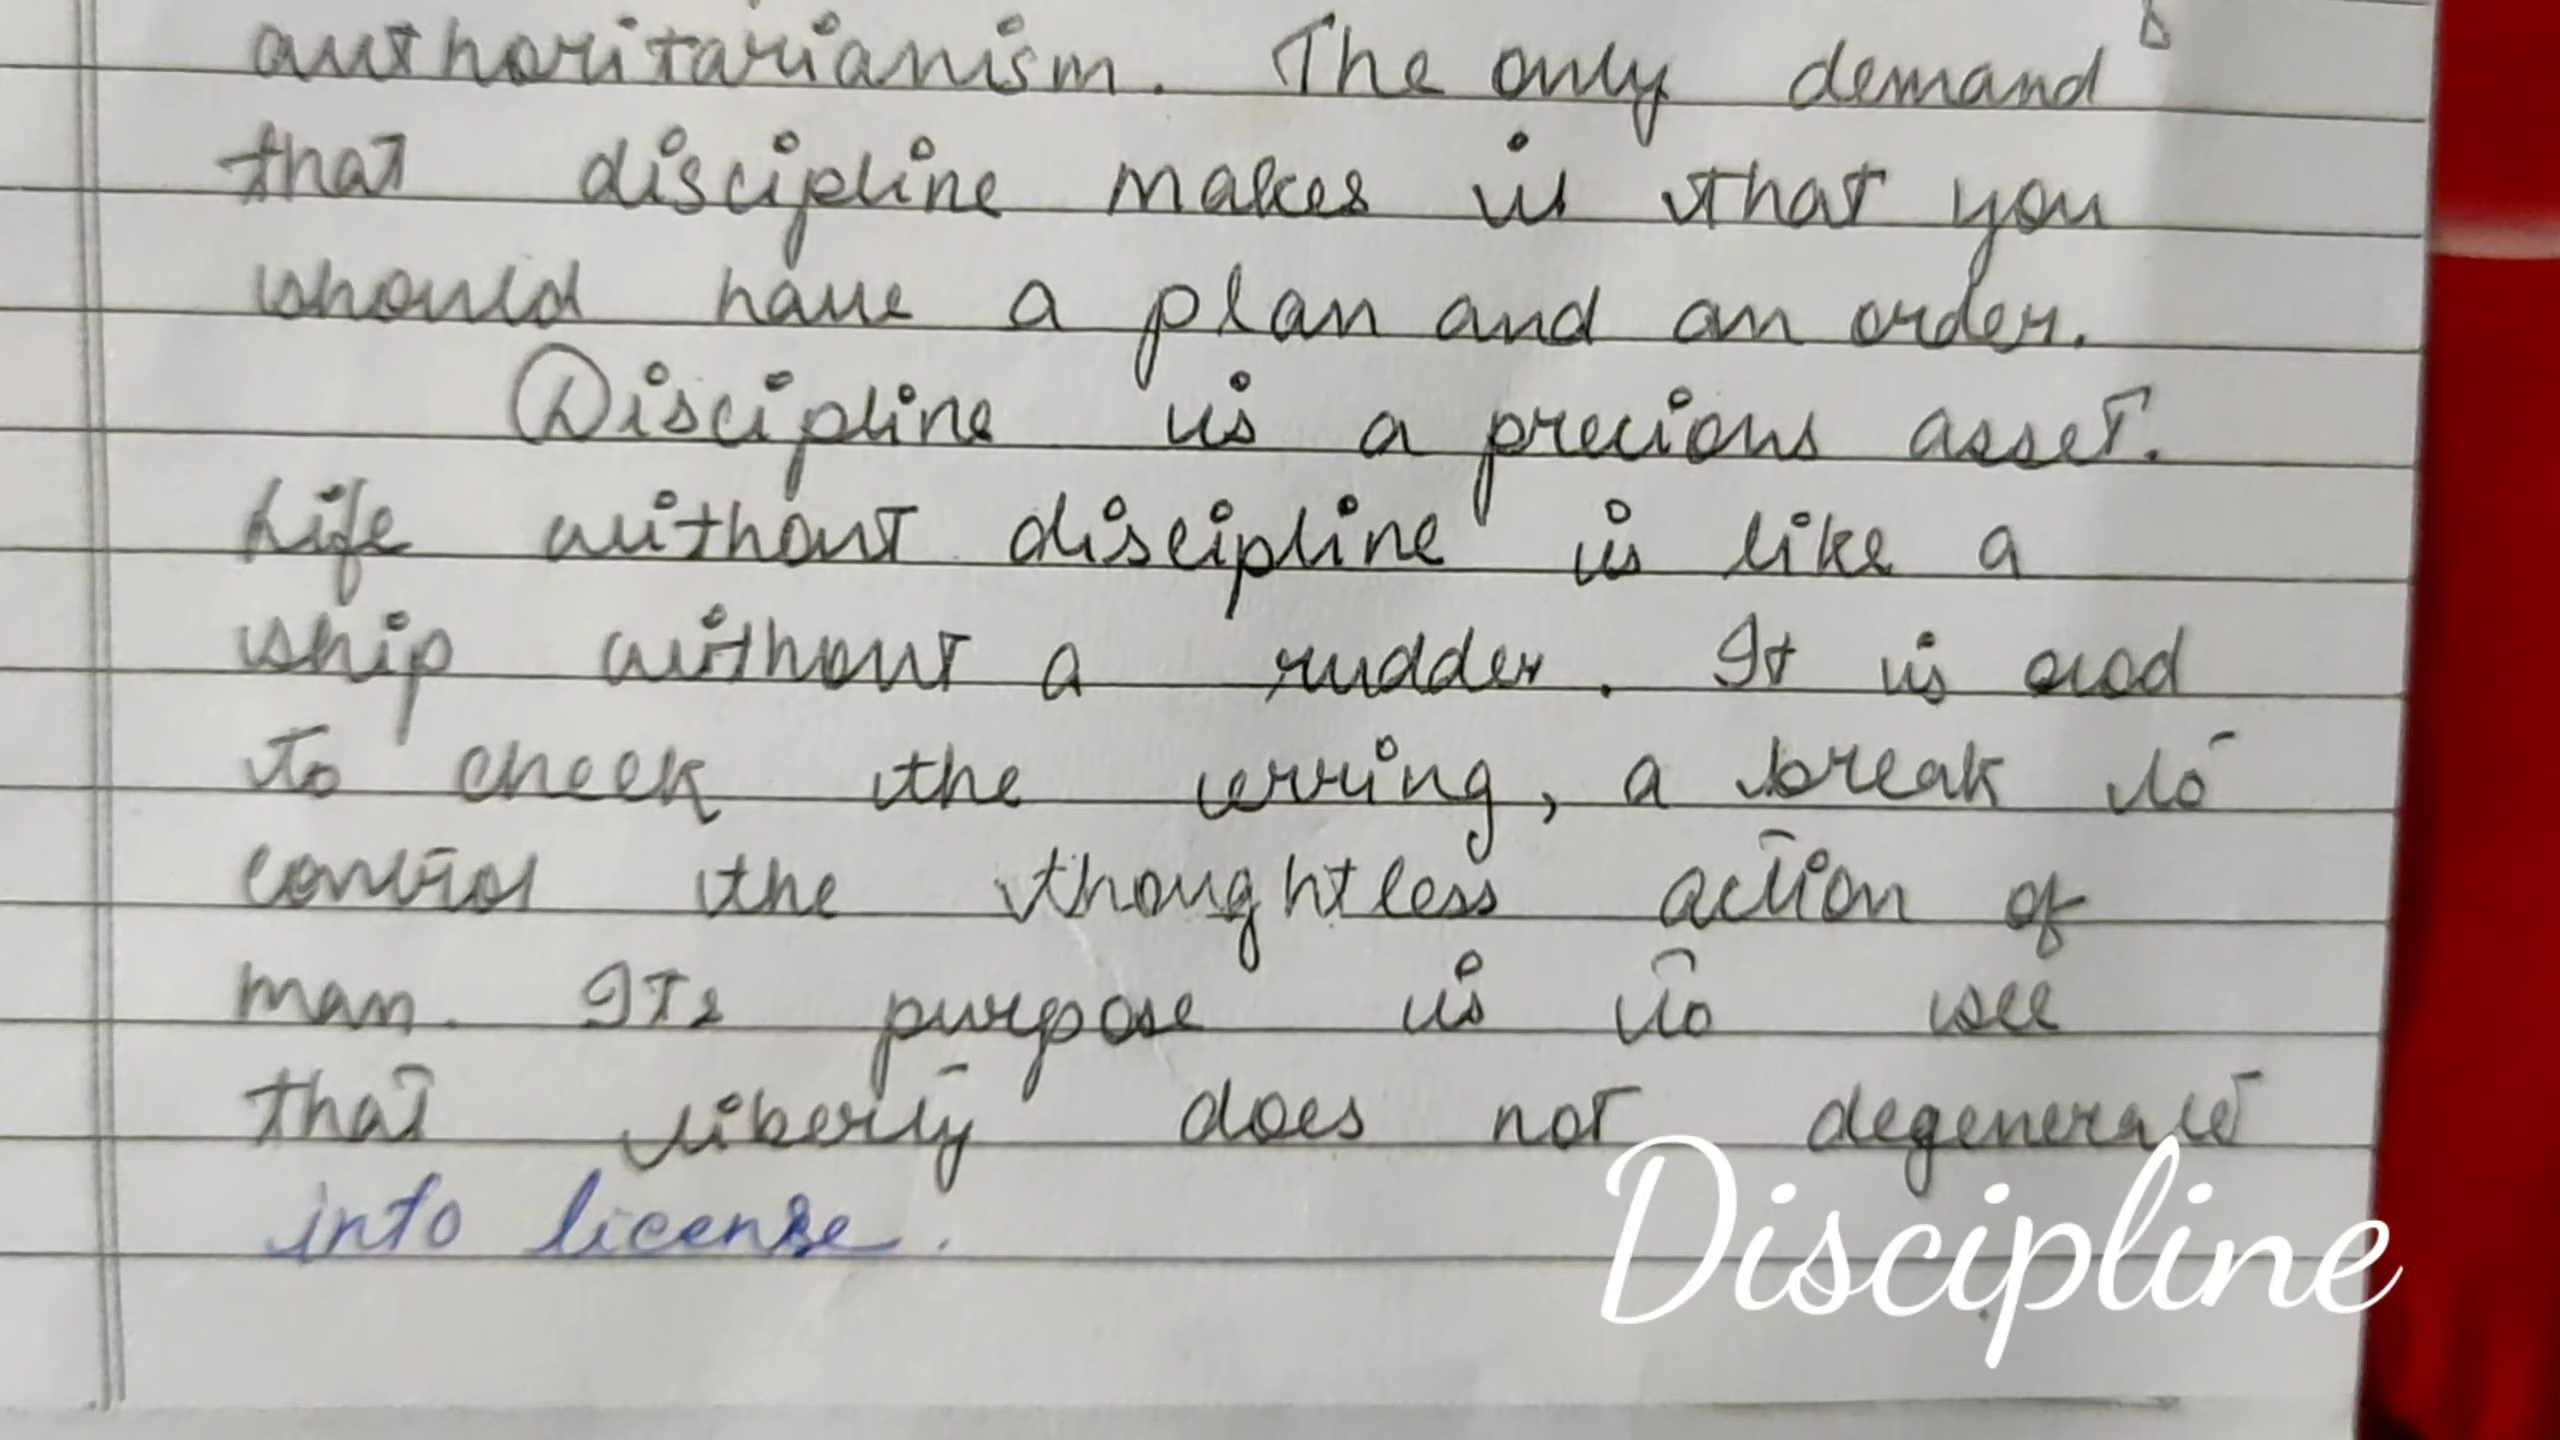 authoritarianism. The only demand
that discipline makes is that you
should have a plan and an order.
Discipline is a precious asset.
Life without discipline is like a
ship without a rudder. It is
to check the erring, a break to
control the thoughtless action of
man. Its purpose is to see
that liberty does not degenerate
into license.
Discipline